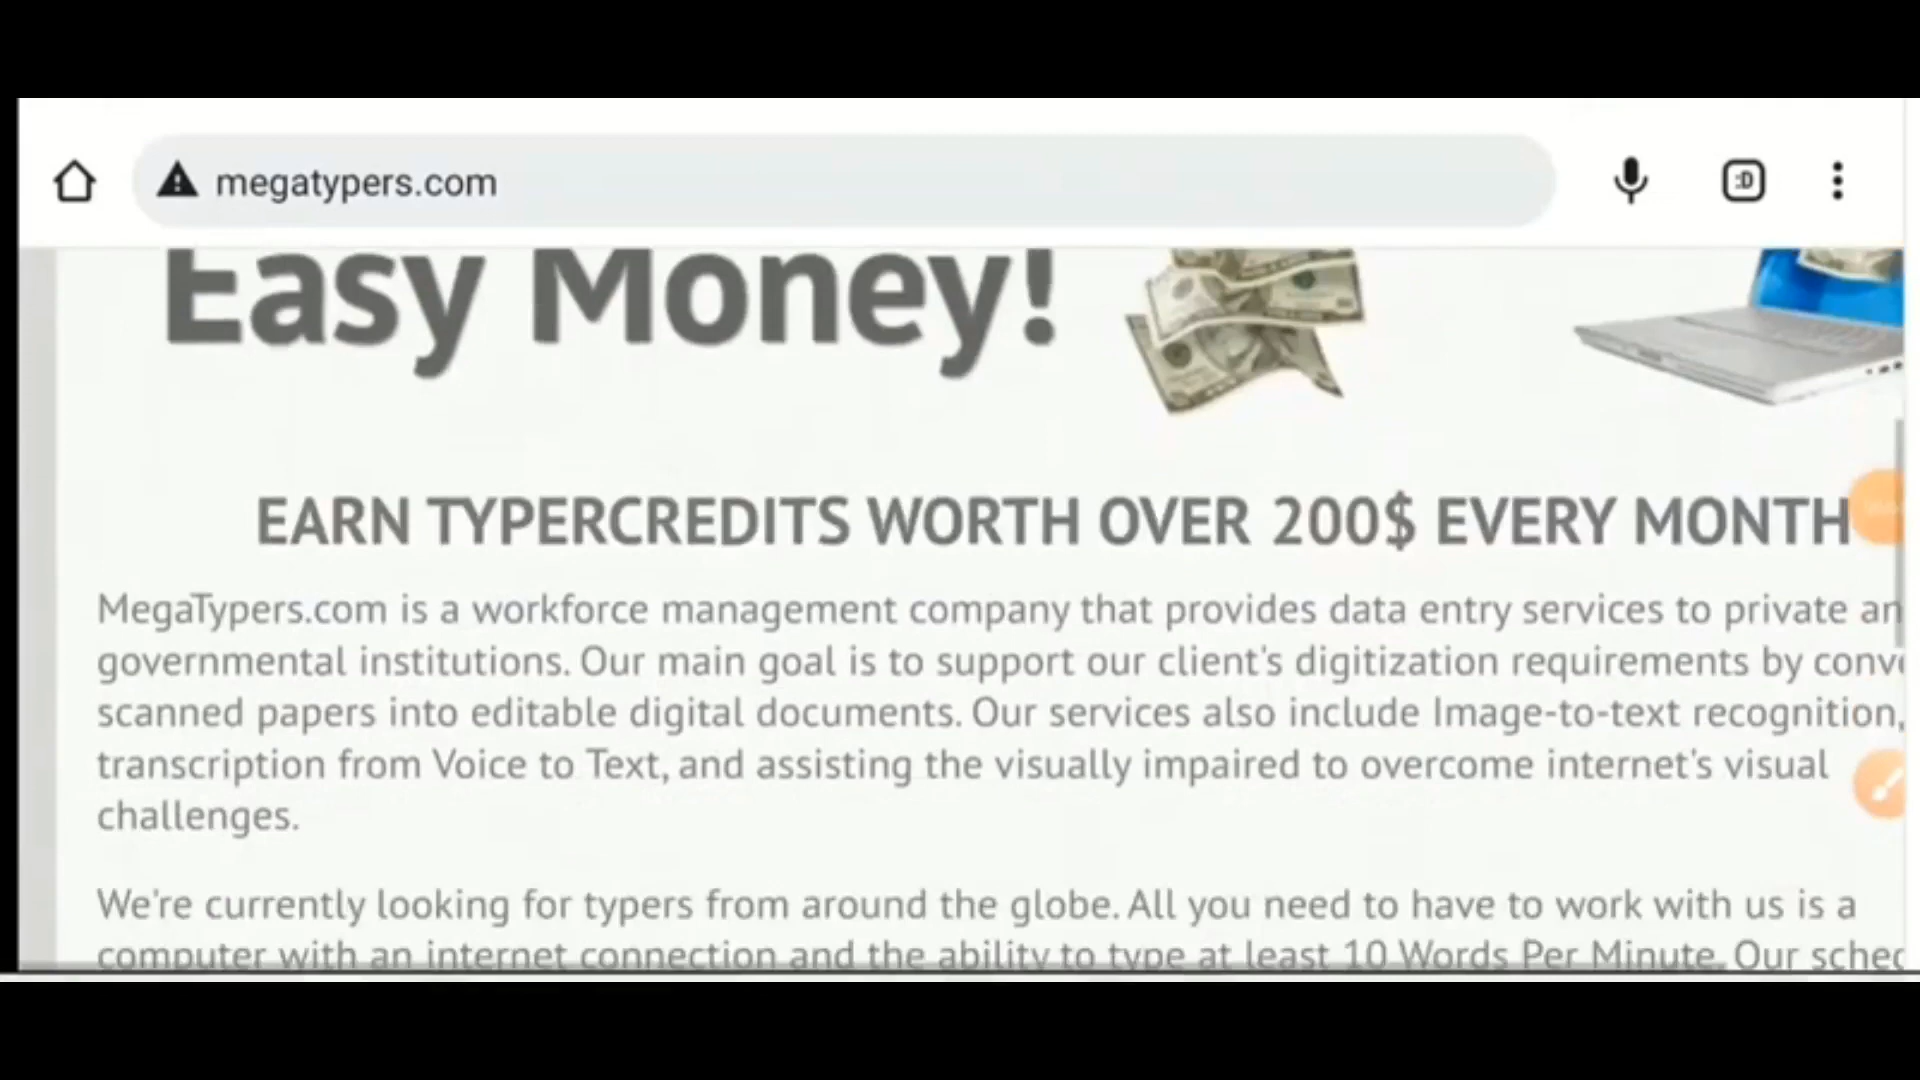 megatypers.com
:D
Easy Money!
EARN TYPERCREDITS WORTH OVER 200$ EVERY MONTH
MegaTypers.com is a workforce management company that provides data entry services to private an
governmental institutions. Our main goal is to support our client's digitization requirements by conv
scanned papers into editable digital documents. Our services also include Image-to-text recognition,
transcription from Voice to Text, and assisting the visually impaired to overcome internet's visual
challenges.
We're currently looking for typers from around the globe. All you need to have to work with us is a
computer with an internet connection and the ability to type at least 10 Words Per Minute. Our sched